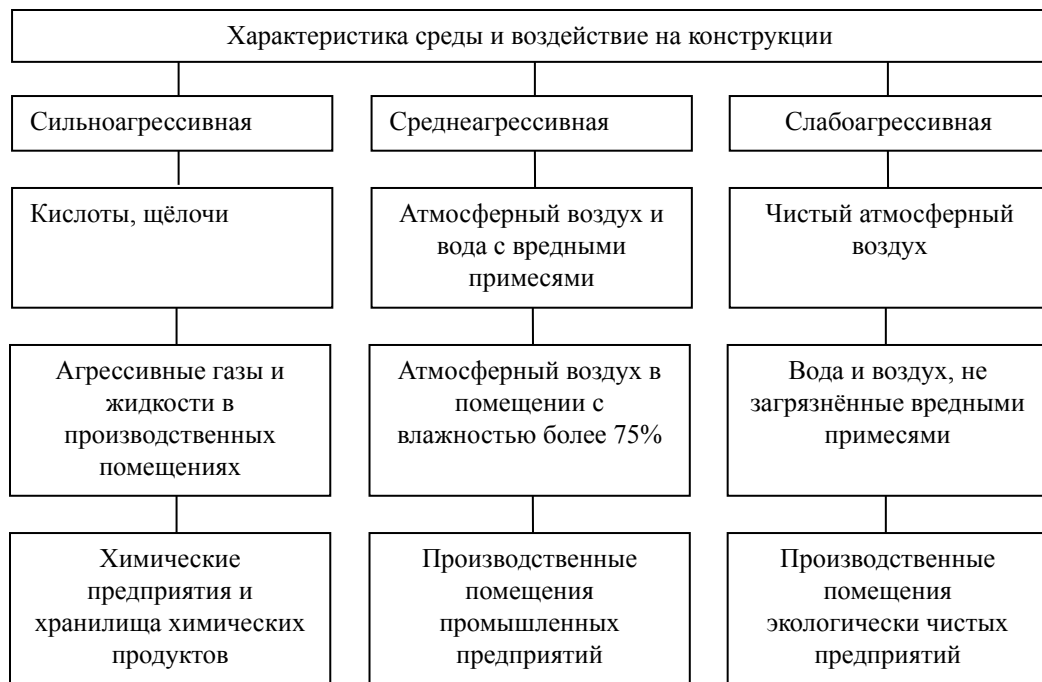 Характеристика среды и воздействие на конструкции
Сильноагрессивная
Среднеагрессивная
Слабоагрессивная
Кислоты, щёлочи
Атмосферный воздух и
вода с вредными
примесями
Чистый атмосферный
воздух
Агрессивные газы и
жидкости в
производственных
помещениях
Атмосферный воздух в
помещении с
влажностью более 75%
Вода и воздух, не
загрязнённые вредными
примесями
Химические
предприятия и
хранилища химических
продуктов
Производственные
помещения
промышленных
предприятий
Производственные
помещения
экологически чистых
предприятий